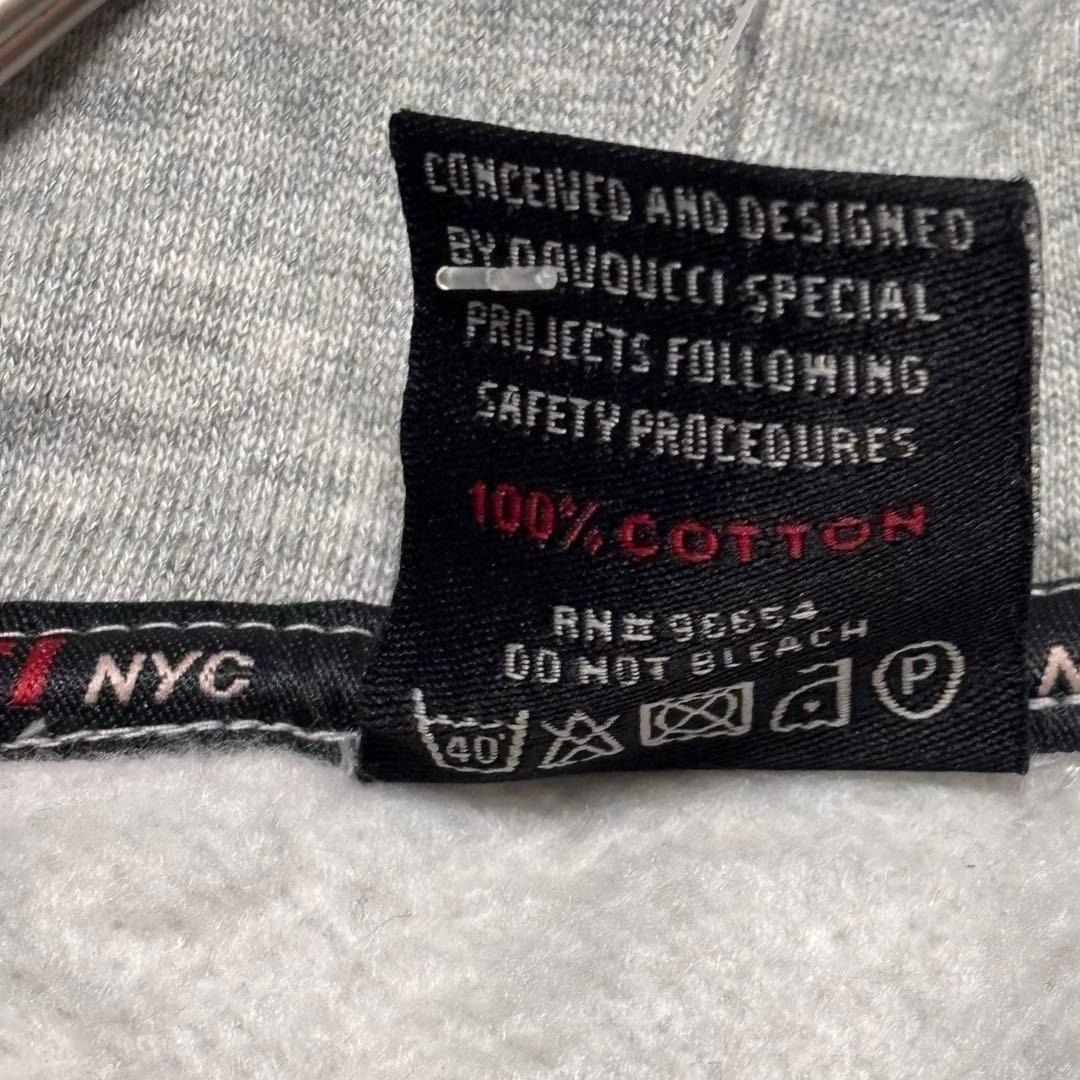 CONCEIVED AND DESIGNED
BY DAVOUCCI SPECIAL
PROJECTS FOLLOWING
SAFETY PROCEDURES
100% COTTON
RN# 96654
DO NOT BLEACH
40° P
NYC